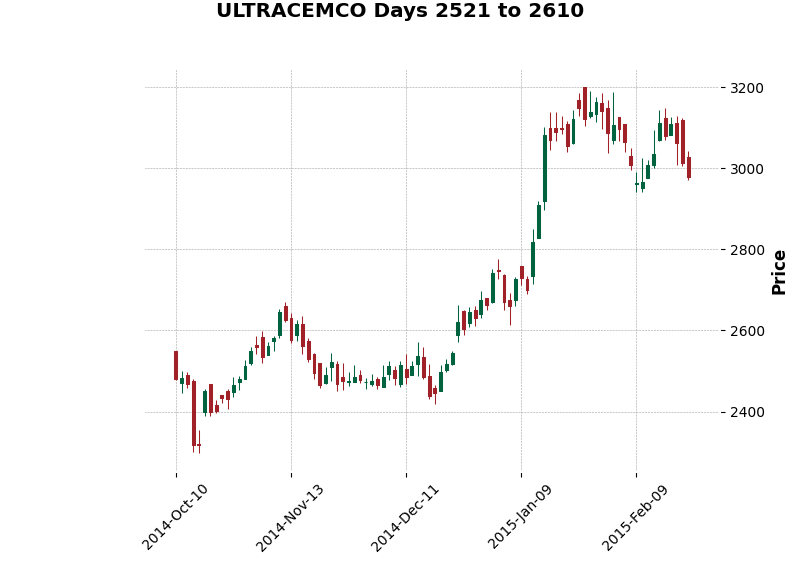 ULTRACEMCO Days 2521 to 2610
3200
3000
2800
2600
2400
Price
2014-Oct-10
2014-Nov-13
2014-Dec-11
2015-Jan-09
2015-Feb-09